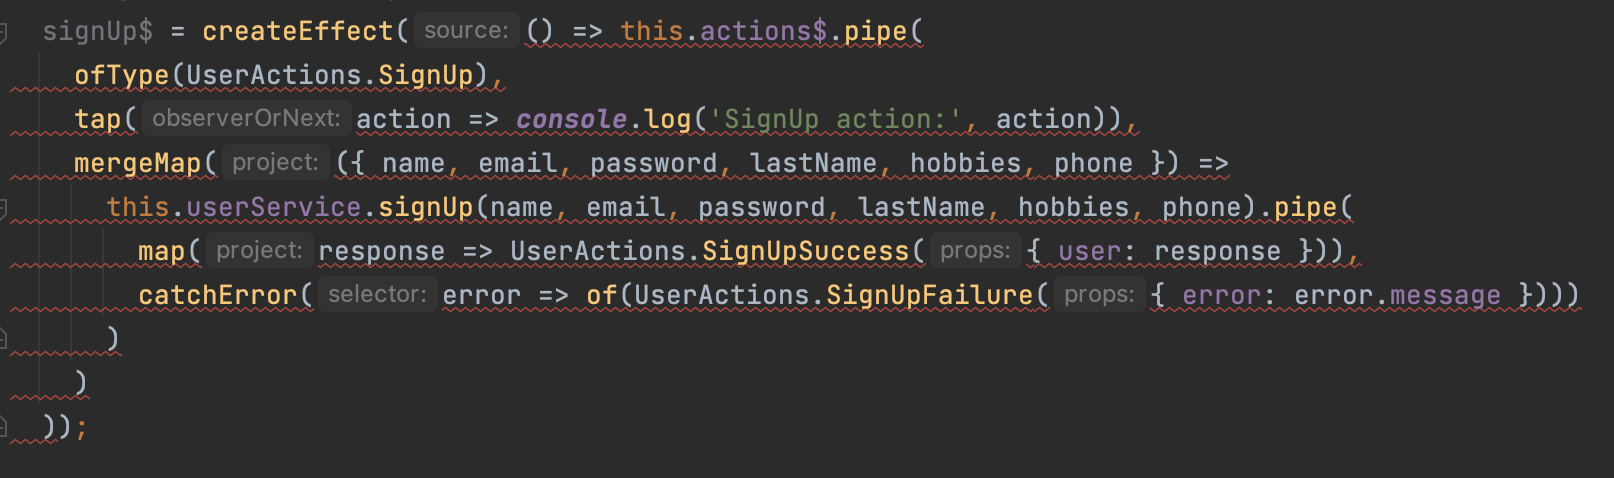 signUp$ = createEffect( source: () => this.actions$.pipe(
ofType(UserActions.SignUp),
tap( observerOrNext: action => console.log('SignUp action:', action)),
mergeMap( project: ({ name, email, password, lastName, hobbies, phone }) =>
this.userService.signUp(name, email, password, lastName, hobbies, phone).pipe(
map( project: response => UserActions.SignUpSuccess( props: { user: response })),
catchError( selector: error => of(UserActions.SignUpFailure( props: { error: error.message })))
)
)
));